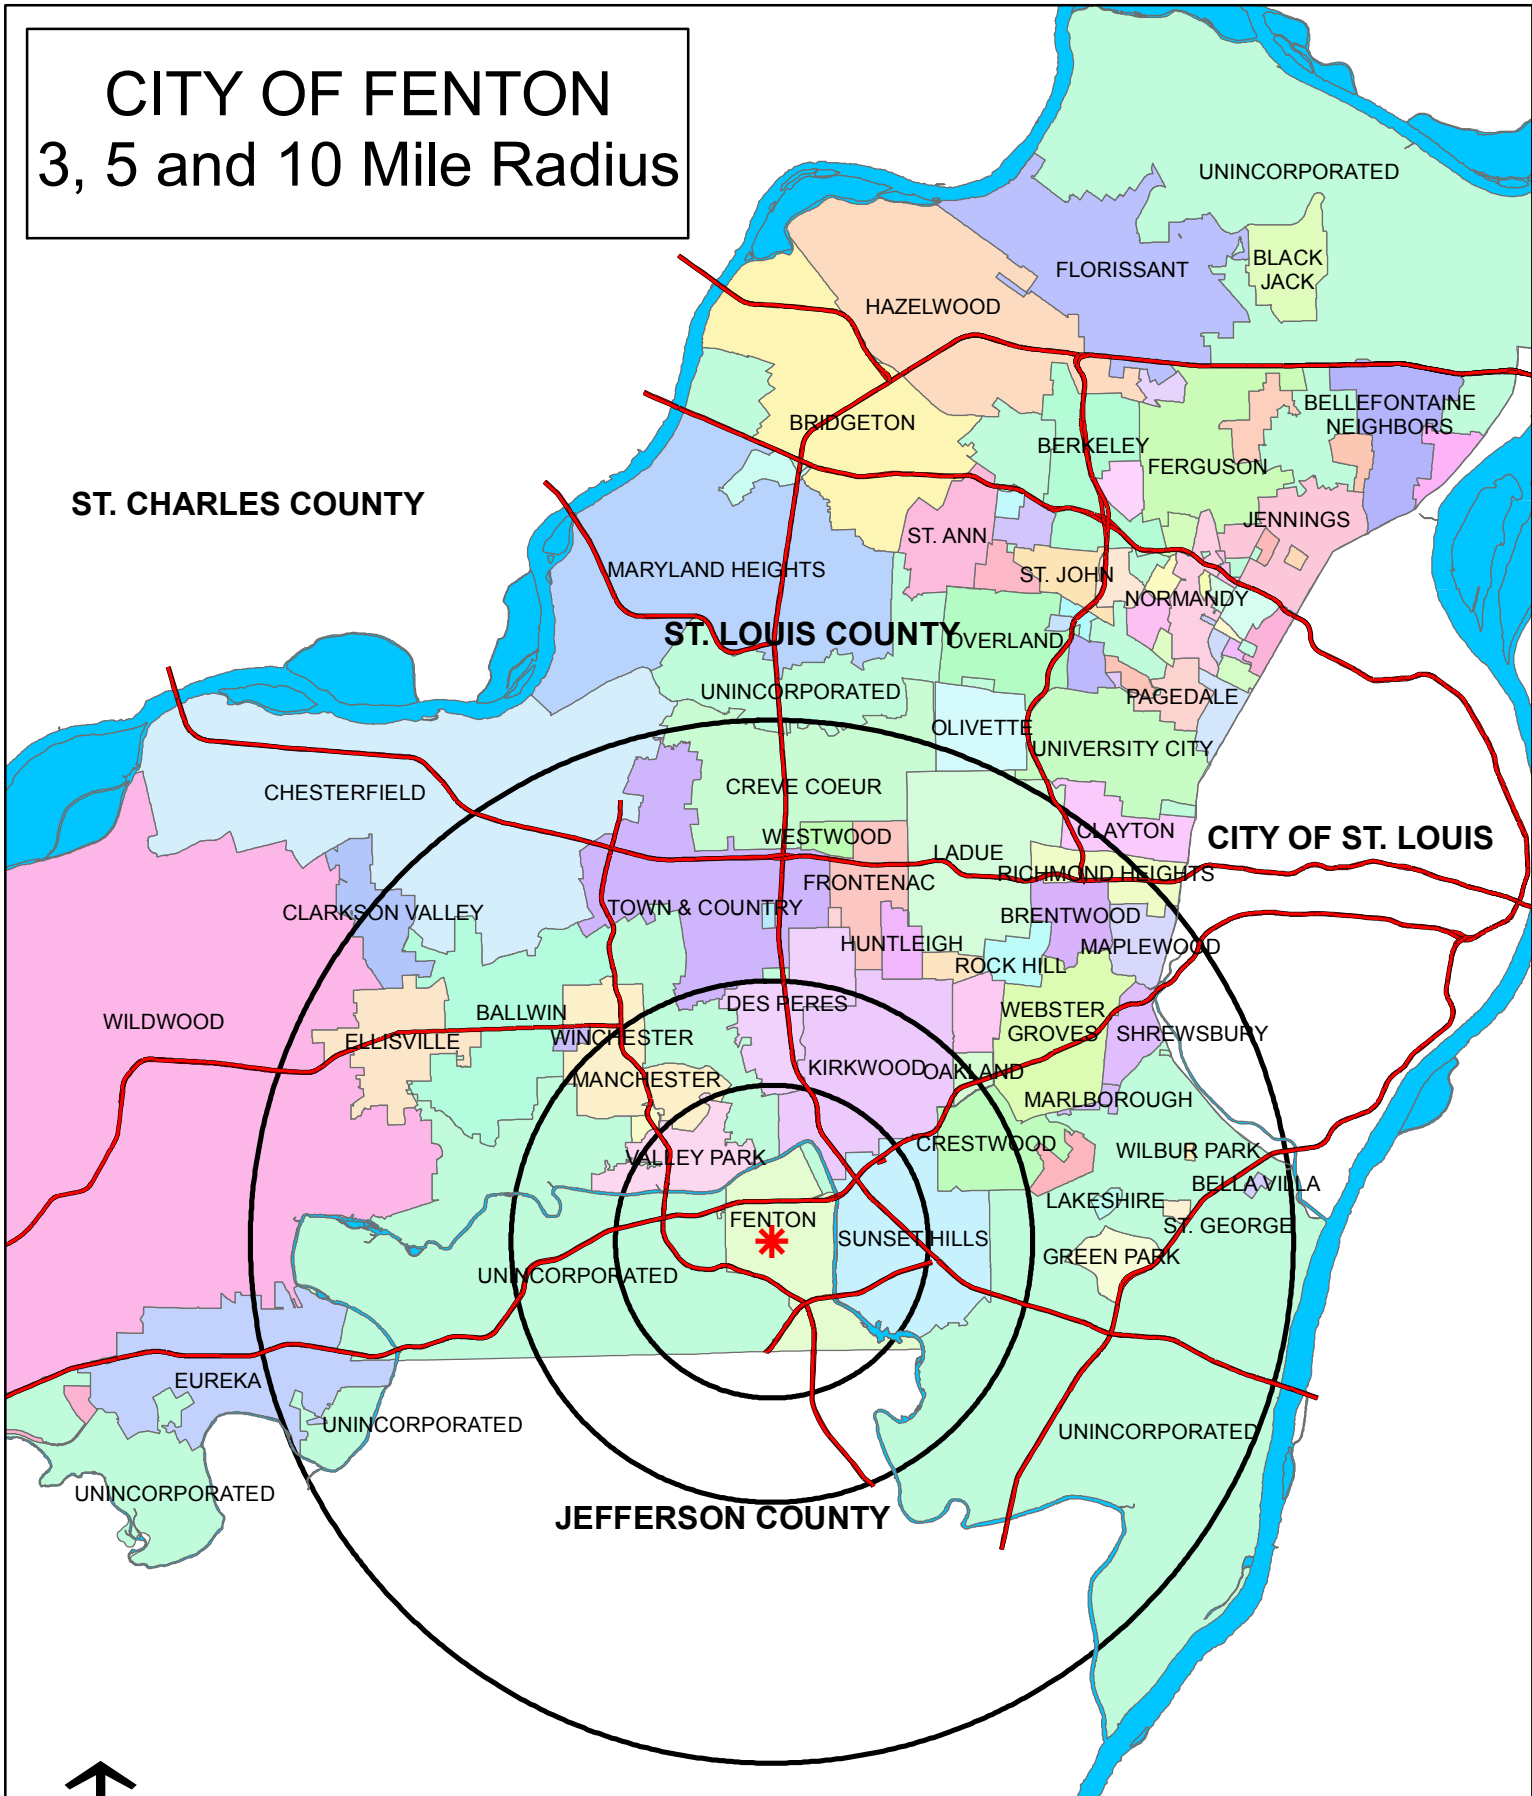 CITY OF FENTON
3, 5 and 10 Mile Radius
UNINCORPORATED
BLACK
JACK
FLORISSANT
HAZELWOOD
BELLEFONTAINE
NEIGHBORS
BRIDGETON
BERKELEY
FERGUSON
ST. CHARLES COUNTY
JENNINGS
ST. ANN
MARYLAND HEIGHTS
ST. JOHN
NORMANDY
ST. LOUIS COUNTY
OVERLAND
UNINCORPORATED
PAGEDALE
OLIVETTE
UNIVERSITY CITY
CREVE COEUR
CHESTERFIELD
WESTWOOD
CLAYTON
CITY OF ST. LOUIS
LADUE
RICHMOND HEIGHTS
FRONTENAC
CLARKSON VALLEY
TOWN & COUNTRY
BRENTWOOD
HUNTLEIGH
MAPLEWOOD
ROCK HILL
DES PERES
WEBSTER
GROVES
BALLWIN
WILDWOOD
SHREWSBURY
ELLISVILLE
WINCHESTER
KIRKWOOD
OAKLAND
MANCHESTER
MARLBOROUGH
CRESTWOOD
WILBUR PARK
VALLEY PARK
BELLA VILLA
LAKESHIRE
FENTON
ST. GEORGE
SUNSET HILLS
GREEN PARK
UNINCORPORATED
EUREKA
UNINCORPORATED
UNINCORPORATED
UNINCORPORATED
JEFFERSON COUNTY